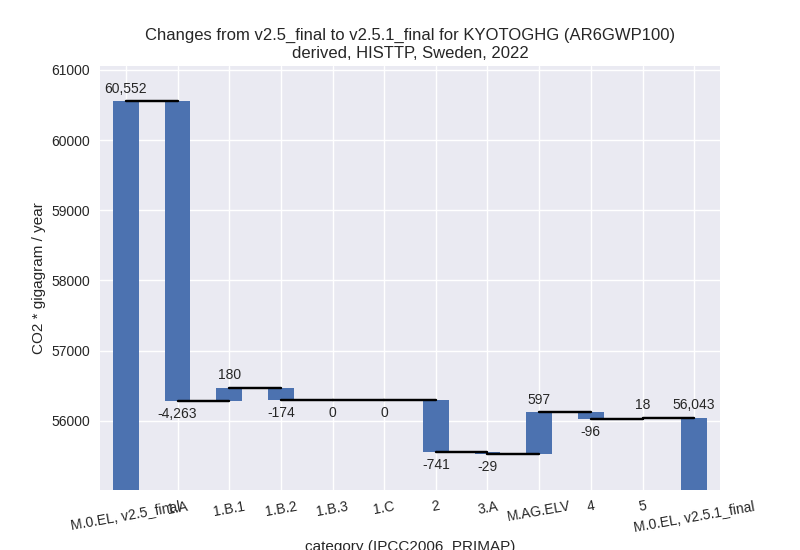 Changes from v2.5_final to v2.5.1_final for KYOTOGHG (AR6GWP100)
derived, HISTTP, Sweden, 2022
61000
60000
59000
58000
57000
56000
CO2 * gigagram / year
60,552
-4,263
180
-174
0
0
-741
-29
597
-96
18
56,043
M.0.EL, v2.5_final
1.A
1.B.1
1.B.2
1.B.3
1.C
2
3.A
M.AG.ELV
4
5
M.0.EL, v2.5.1_final
category (IPCC2006_PRIMAP)